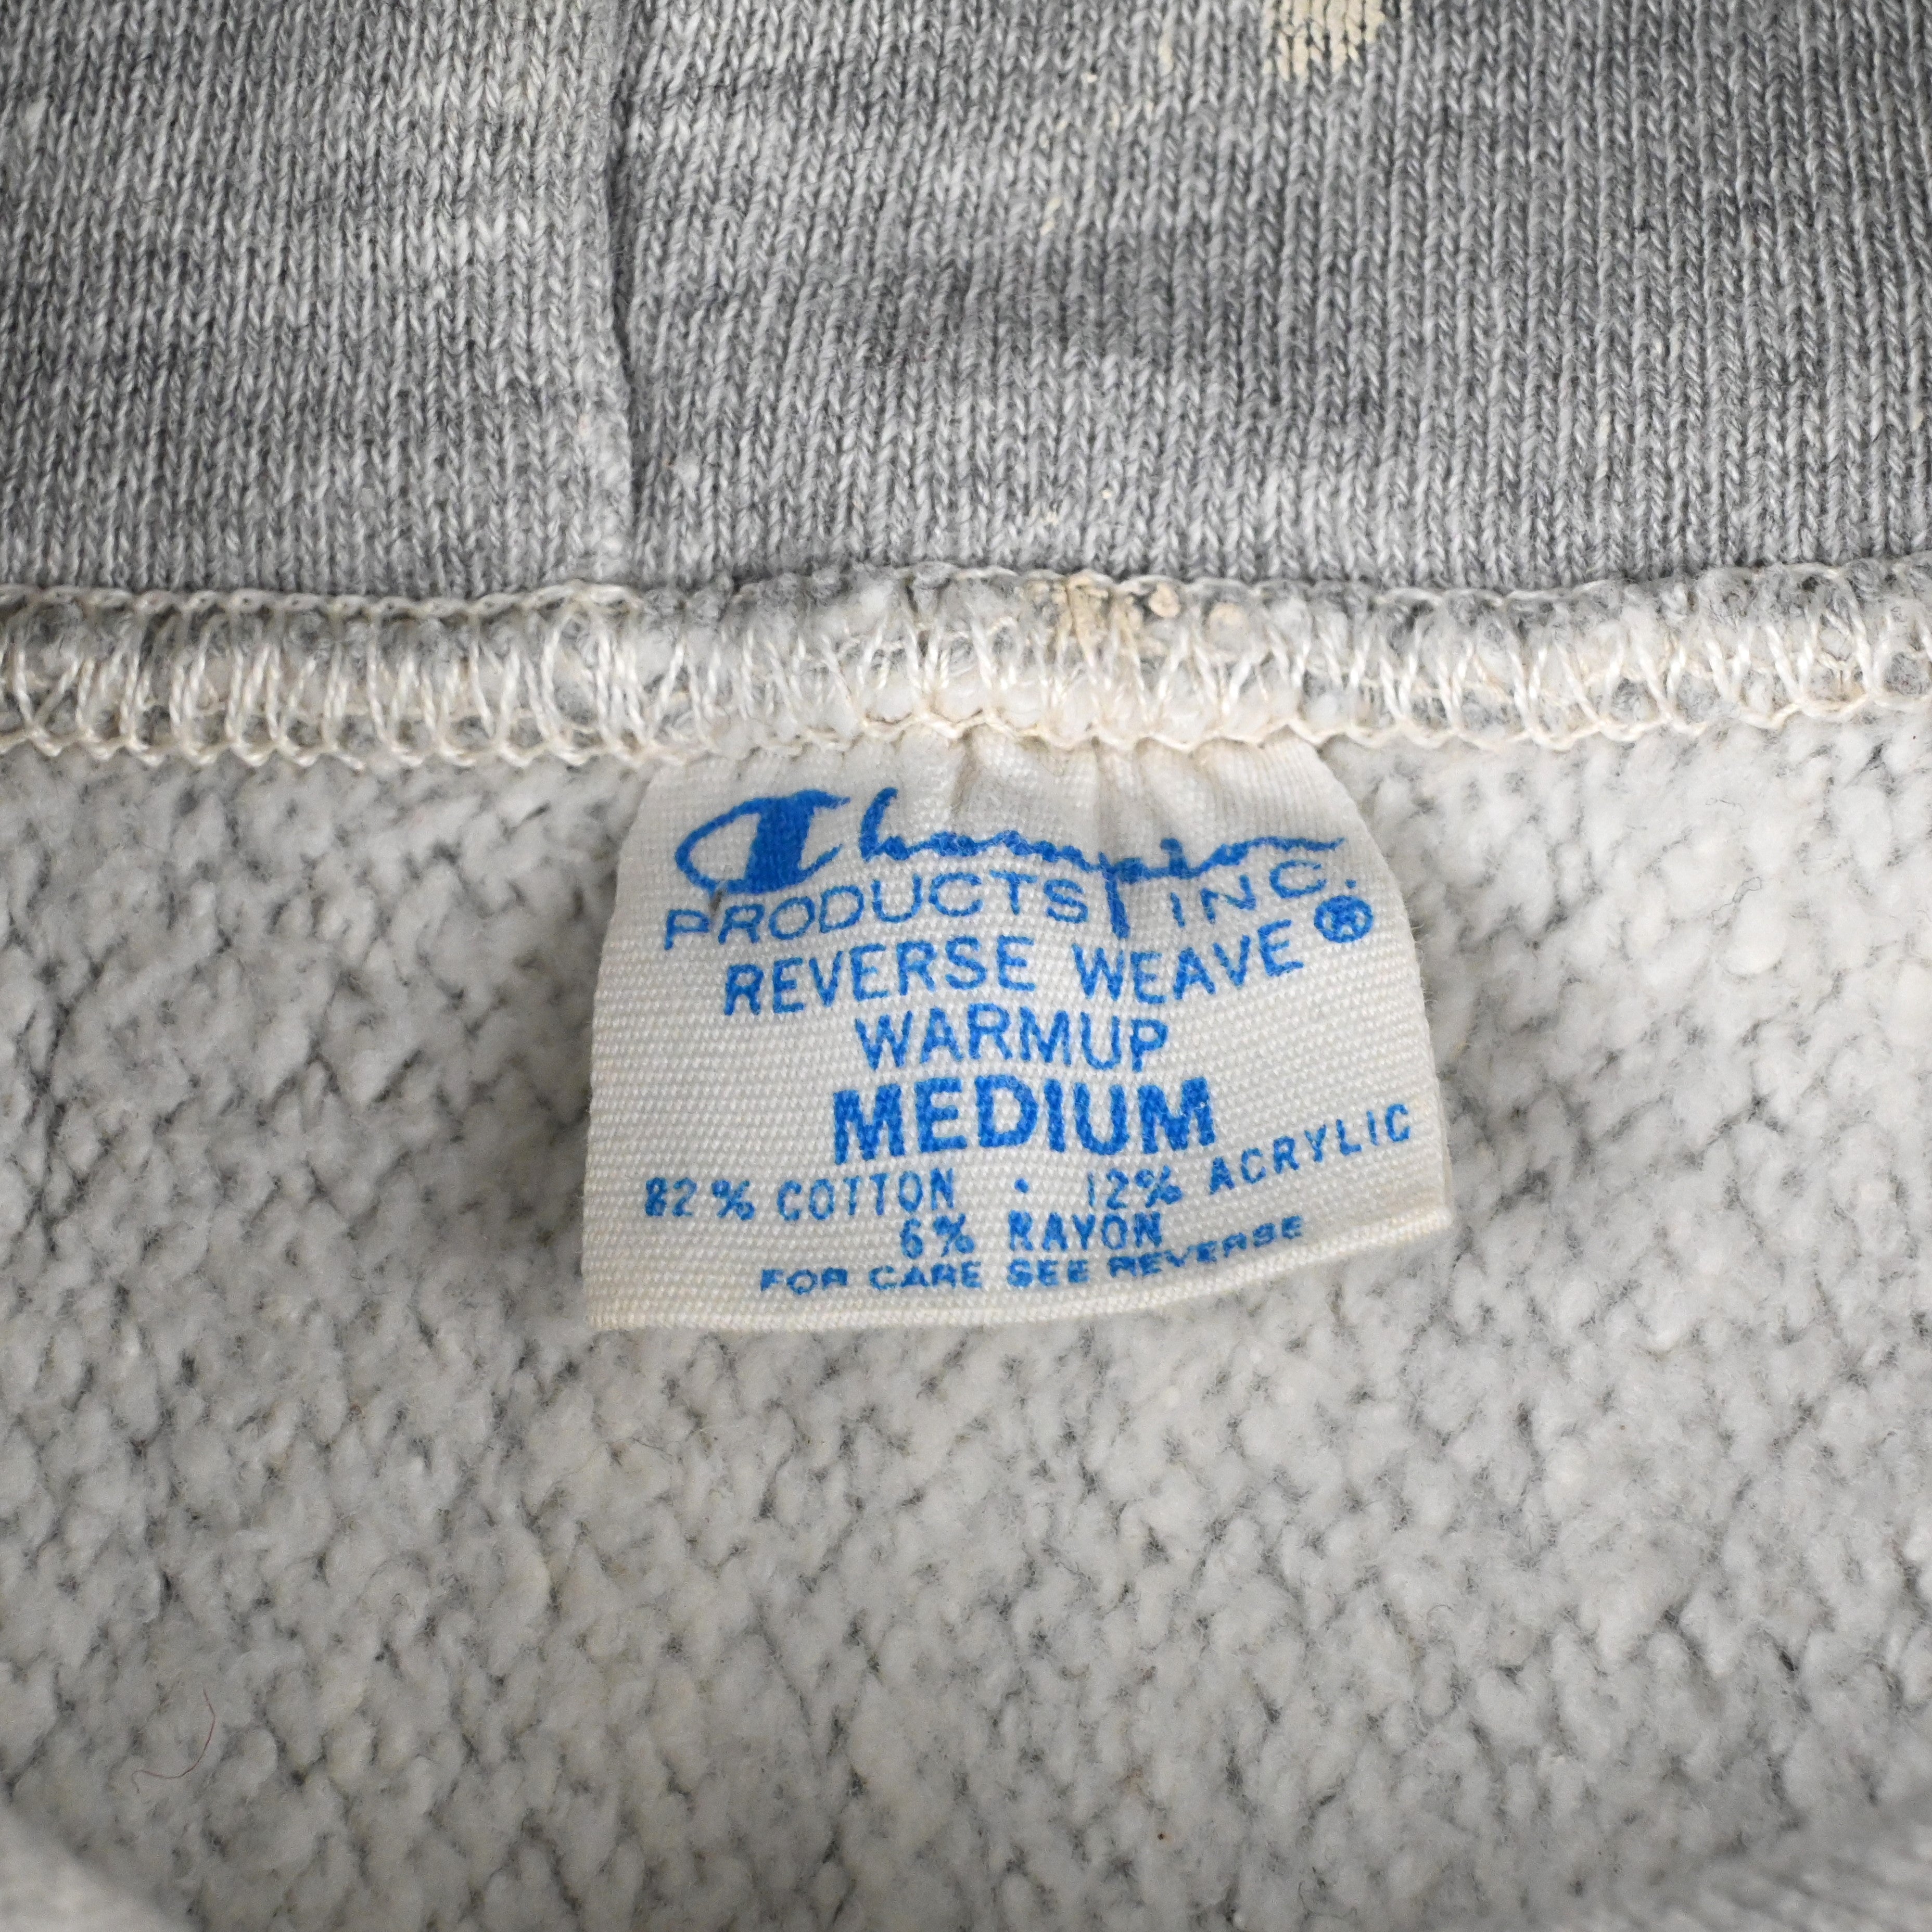 Champion
PRODUCTS INC.
REVERSE WEAVE ®
WARMUP
MEDIUM
82% COTTON · 12% ACRYLIC
6% RAYON
FOR CARE SEE REVERSE